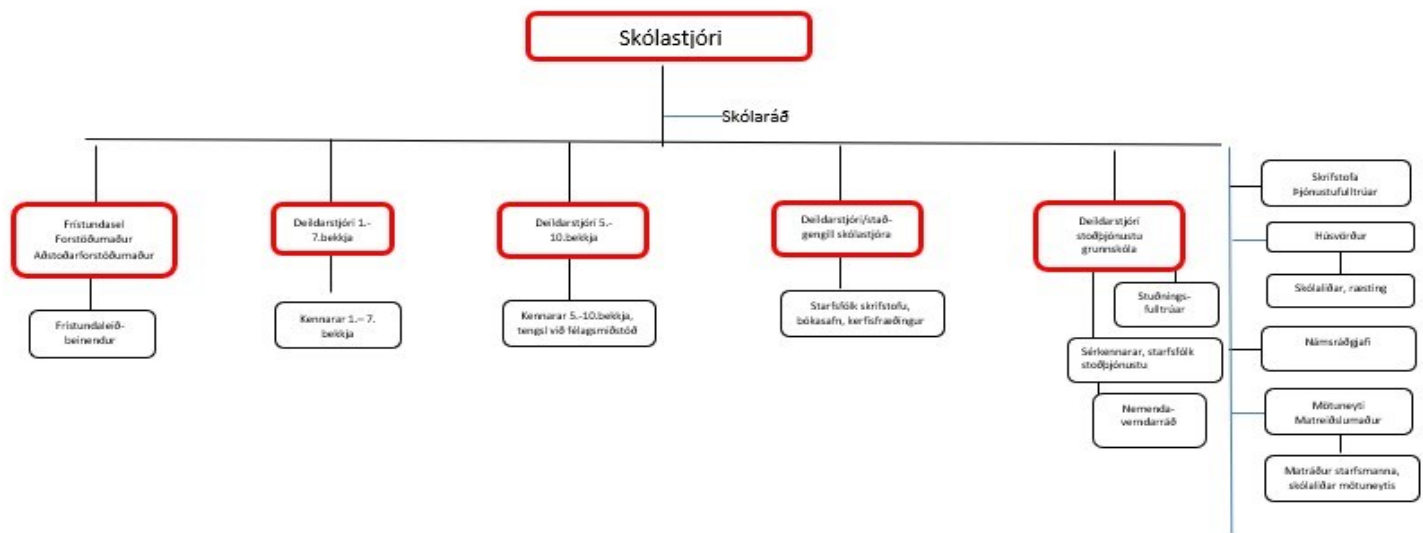 Skólastjóri
Skólaráð
Frístundasel
Forstöðumaður
Aðstoðarforstöðumaður
Frístundaleið-
beinendur
Deildarstjóri 1.-
7.bekkja
Kennarar 1.– 7.
bekkja
Deildarstjóri 5.-
10.bekkja
Kennarar 5.-10.bekkja,
tengsl við félagsmiðstöð
Deildarstjóri/stað-
gengill skólastjóra
Starfsfólk skrifstofu,
bókasafn, kerfisfræðingur
Deildarstjóri
stoðþjónustu
grunnskóla
Stuðnings-
fulltrúar
Sérkennarar, starfsfólk
stoðþjónustu
Nemenda-
verndarráð
Skrifstofa
Þjónustufulltrúar
Húsvörður
Skólaliðar, ræsting
Námsráðgjafi
Mötuneyti
Matreiðslumaður
Matráður starfsmanna,
skólaliðar mötuneytis